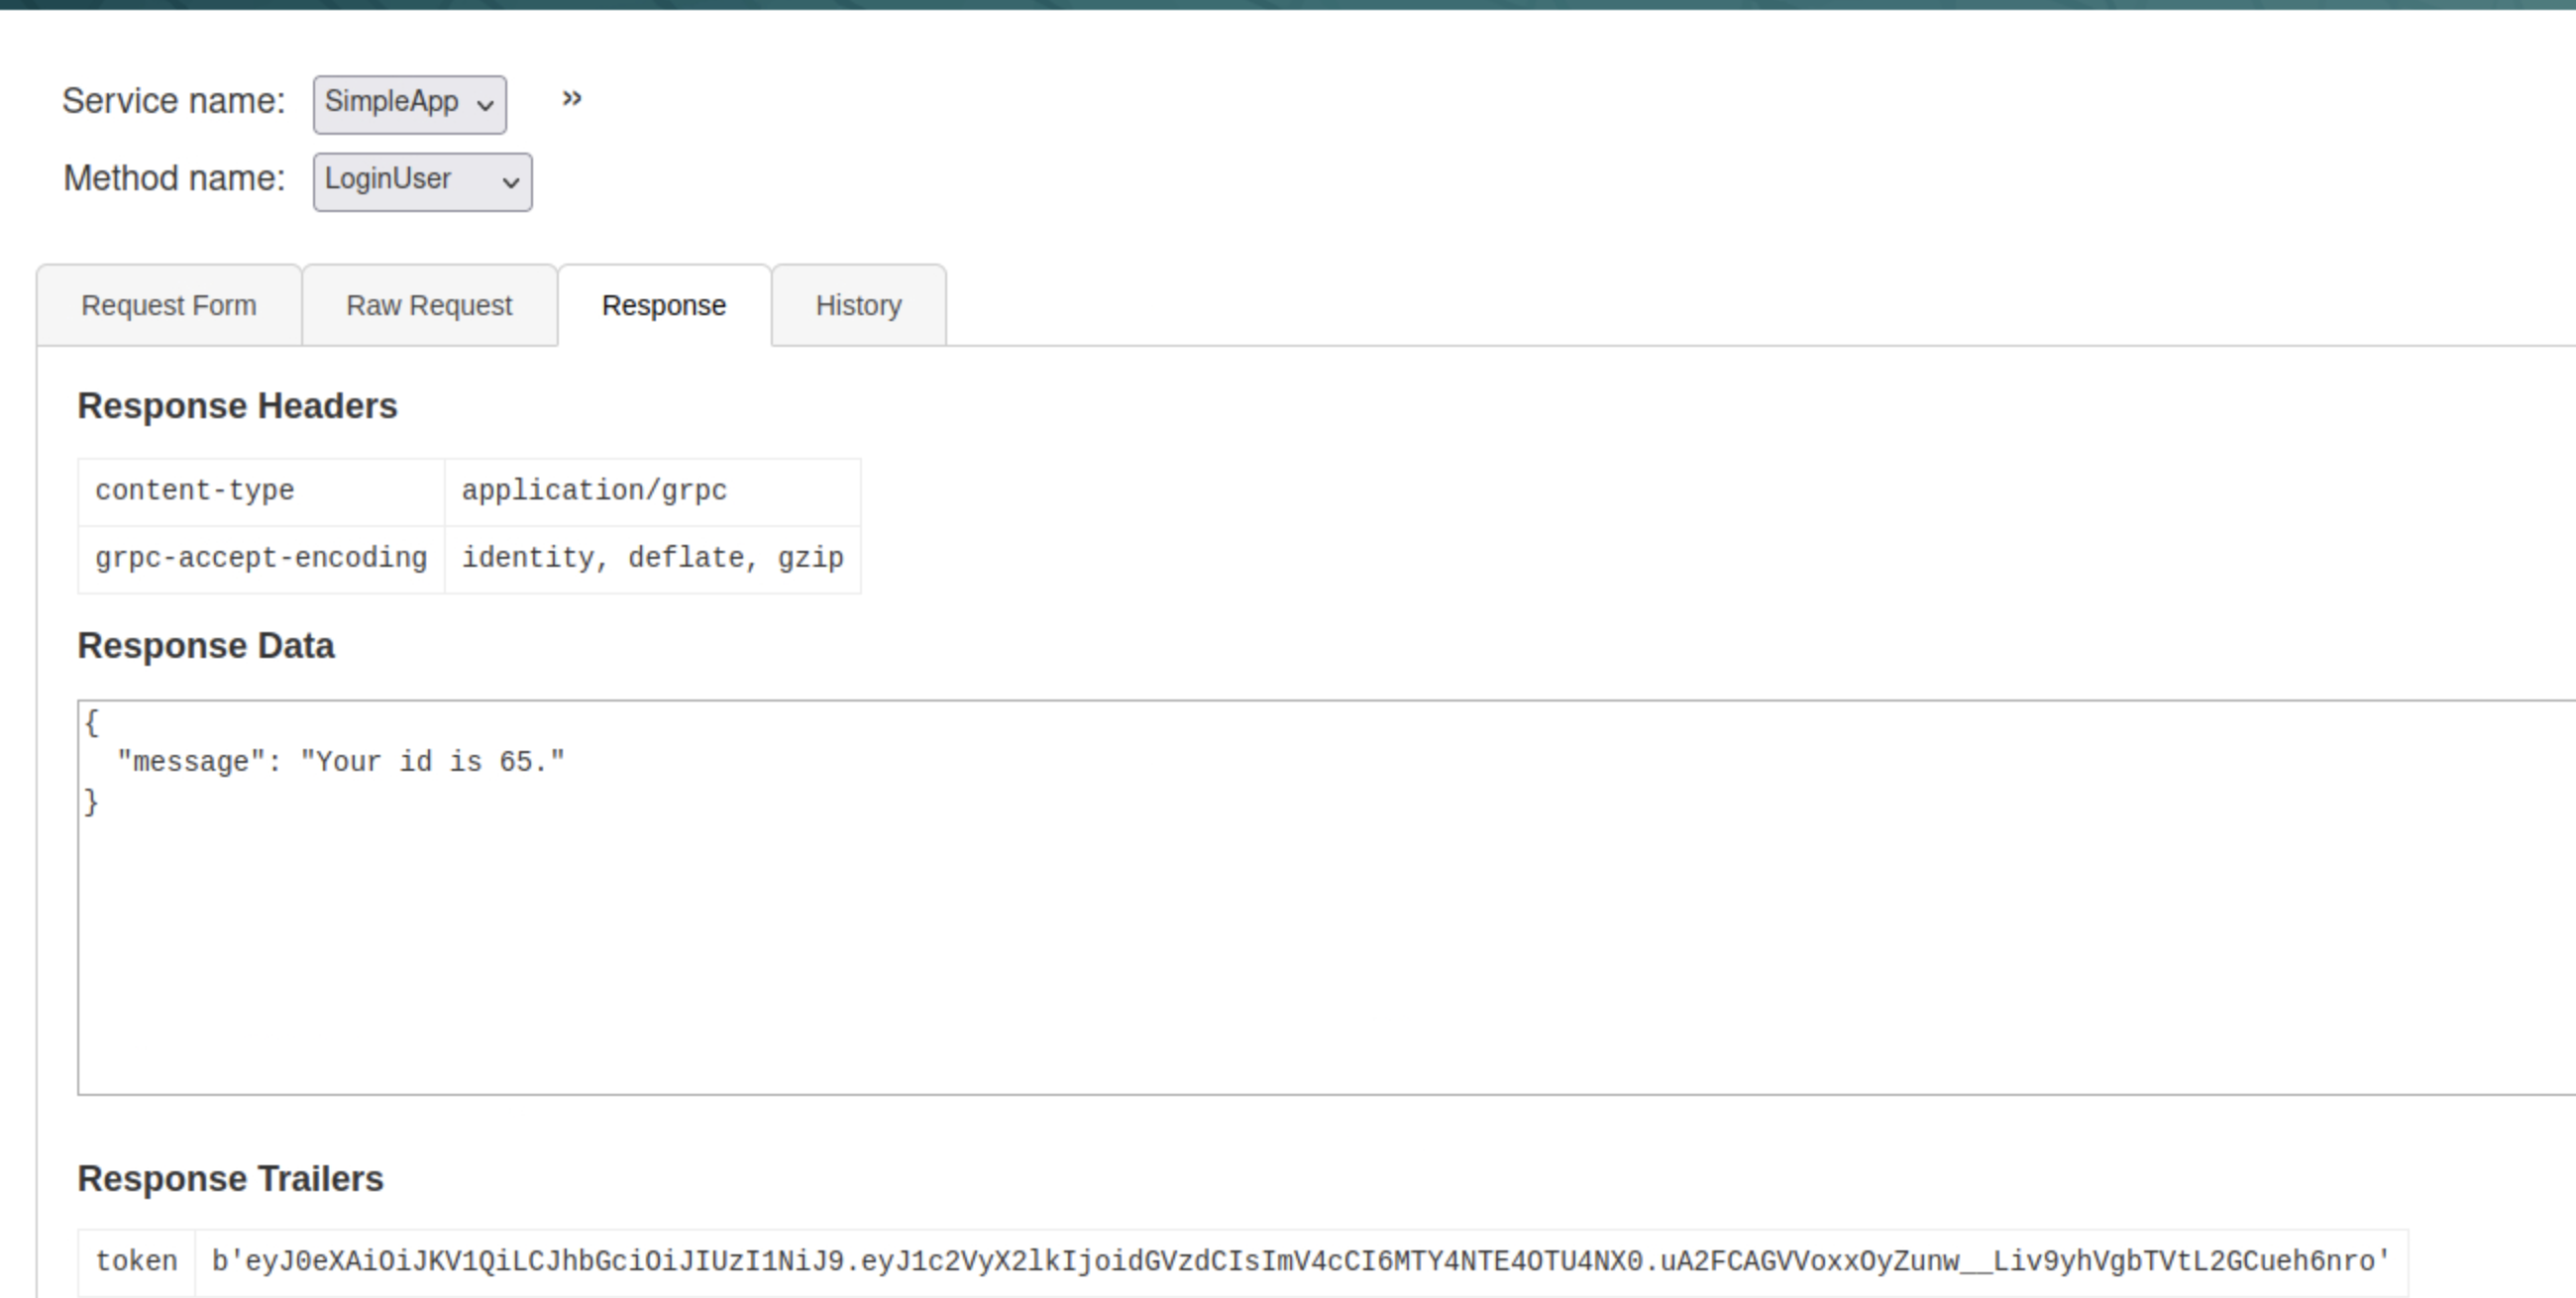 Service name: SimpleApp »
Method name: LoginUser
Request Form Raw Request Response History
Response Headers
content-type application/grpc
grpc-accept-encoding identity, deflate, gzip
Response Data
{
"message": "Your id is 65."
}
Response Trailers
token b'eyJ0eXAiOiJKV1QiLCJhbGciOiJIUzI1NiJ9.eyJ1c2VyX2lkIjoidGVzdCIsImV4cCI6MTY4NTE4OTU4NX0.uA2FCAGVVoxxOyZunw__Liv9yhVgbTVtL2GCueh6nro'